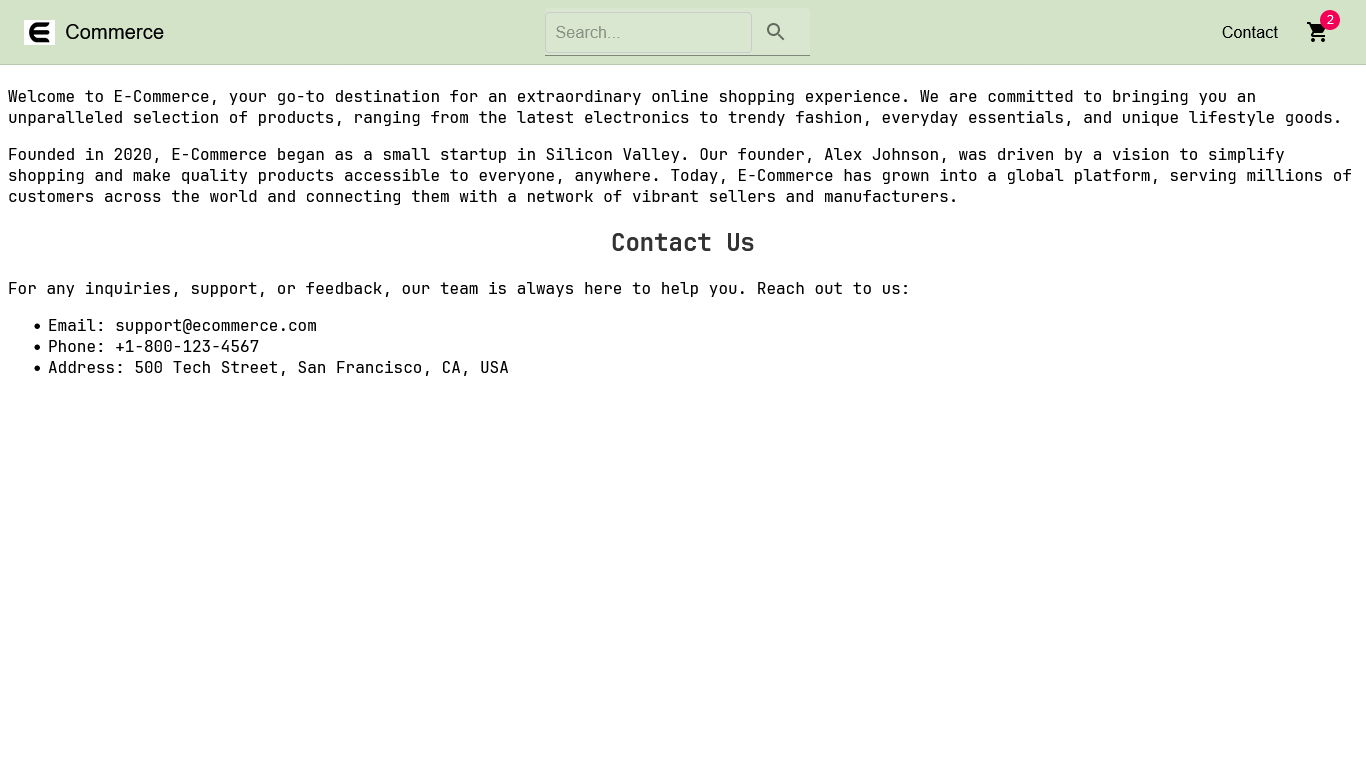 E Commerce
Search...
Contact
2
Welcome to E-Commerce, your go-to destination for an extraordinary online shopping experience. We are committed to bringing you an
unparalleled selection of products, ranging from the latest electronics to trendy fashion, everyday essentials, and unique lifestyle goods.
Founded in 2020, E-Commerce began as a small startup in Silicon Valley. Our founder, Alex Johnson, was driven by a vision to simplify
shopping and make quality products accessible to everyone, anywhere. Today, E-Commerce has grown into a global platform, serving millions of
customers across the world and connecting them with a network of vibrant sellers and manufacturers.
Contact Us
For any inquiries, support, or feedback, our team is always here to help you. Reach out to us:
• Email: support@ecommerce.com
• Phone: +1-800-123-4567
• Address: 500 Tech Street, San Francisco, CA, USA